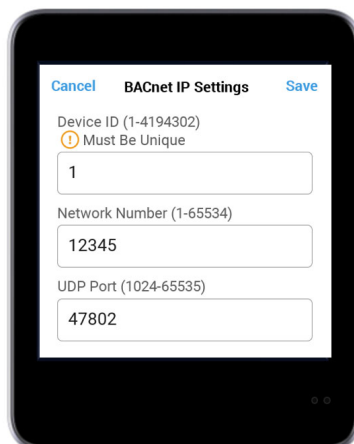 Cancel BACnet IP Settings Save
Device ID (1-4194302)
Must Be Unique
1
Network Number (1-65534)
12345
UDP Port (1024-65535)
47802